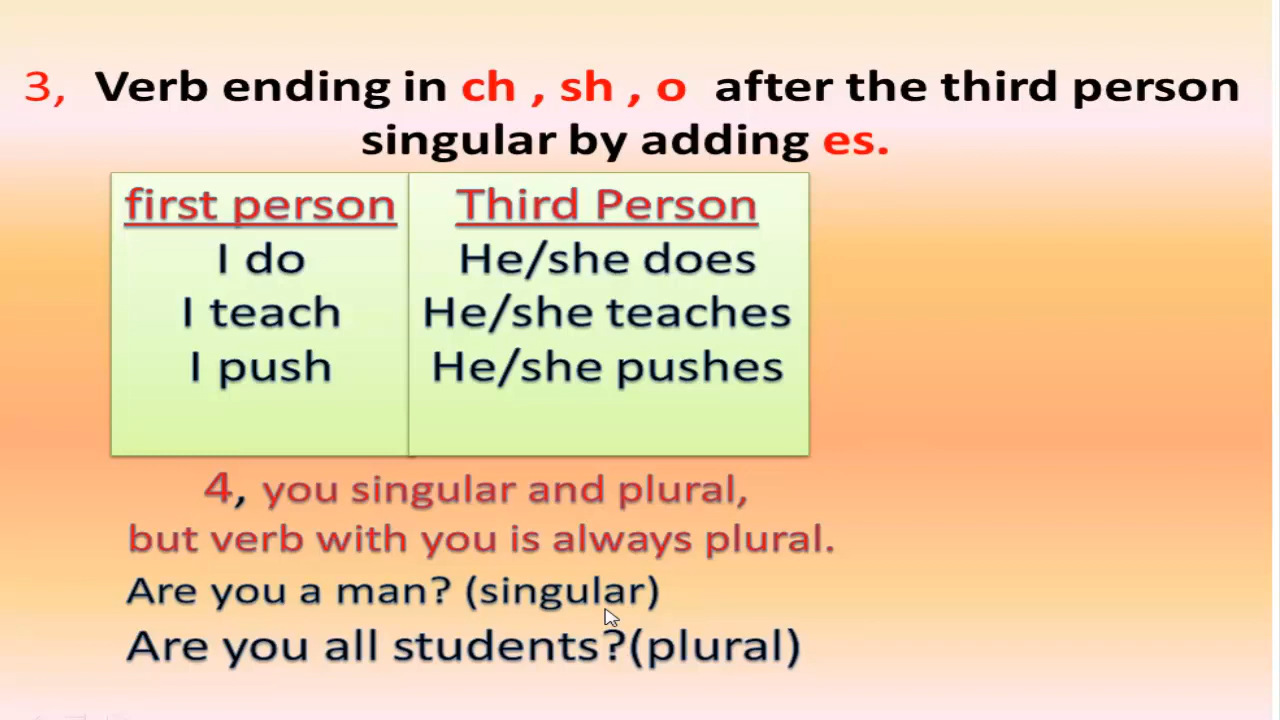 3, Verb ending in ch , sh , o after the third person
singular by adding es.
first person Third Person
I do He/she does
I teach He/she teaches
I push He/she pushes
4, you singular and plural,
but verb with you is always plural.
Are you a man? (singular)
Are you all students?(plural)